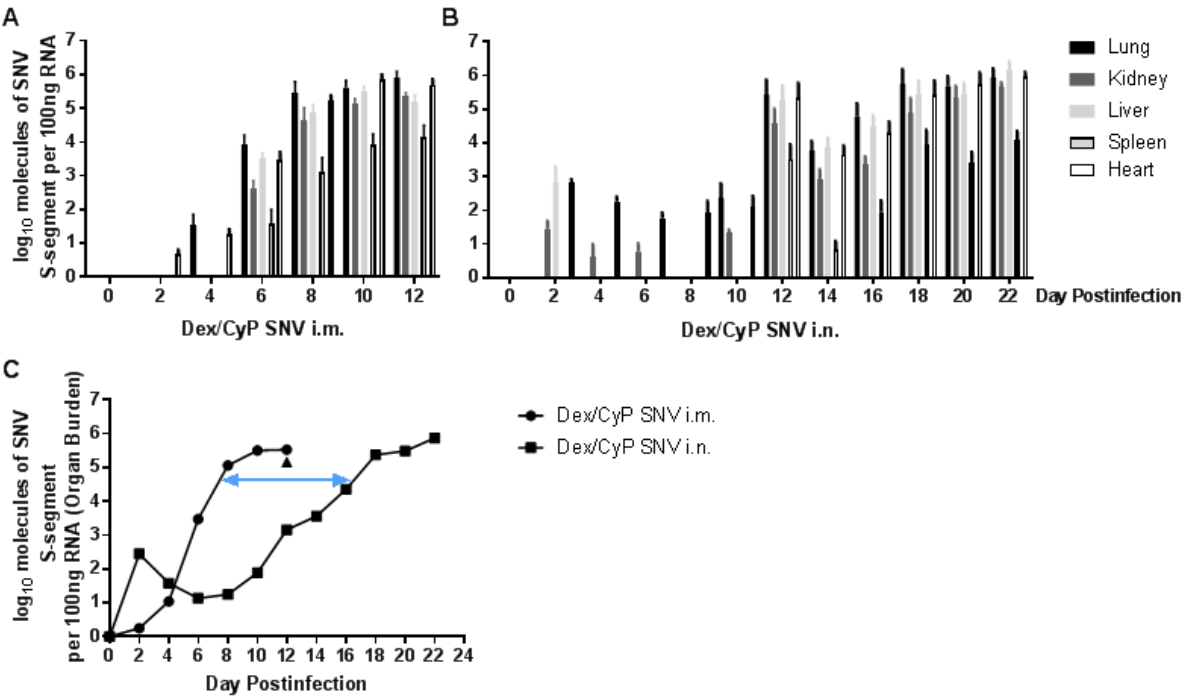 A
B
log10 molecules of SNV
S-segment per 100ng RNA
7
6
5
4
3
2
1
0
0 2 4 6 8 10 12
Dex/CyP SNV i.m.
7
6
5
4
3
2
1
0
0 2 4 6 8 10 12 14 16 18 20 22 Day Postinfection
Dex/CyP SNV i.n.
Lung
Kidney
Liver
Spleen
Heart
C
log10 molecules of SNV
S-segment
per 100ng RNA (Organ Burden)
7
6
5
4
3
2
1
0
0 2 4 6 8 10 12 14 16 18 20 22 24
Day Postinfection
Dex/CyP SNV i.m.
Dex/CyP SNV i.n.